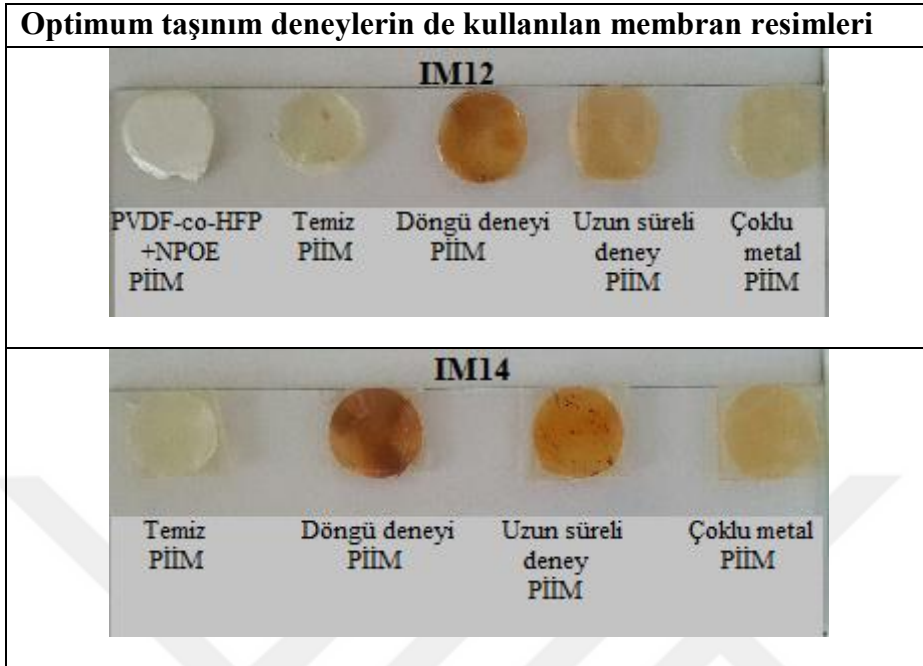 Optimum taşınım deneylerin de kullanılan membran resimleri
IM12
PVDF-co-HFP
+NPOE
PİİM
Temiz
PİİM
Döngü deneyi
PİİM
Uzun süreli
deney
PİİM
Çoklu
metal
PİİM
IM14
Temiz
PİİM
Döngü deneyi
PİİM
Uzun süreli
deney
PİİM
Çoklu metal
PİİM